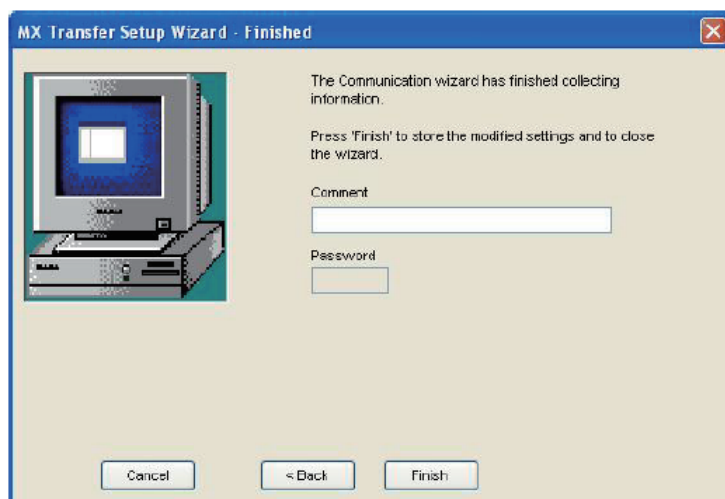 MX Transfer Setup Wizard - Finished
The Communication wizard has finished collecting
information.
Press 'Finish' to store the modified settings and to close
the wizard.
Comment
Password
Cancel
< Back
Finish